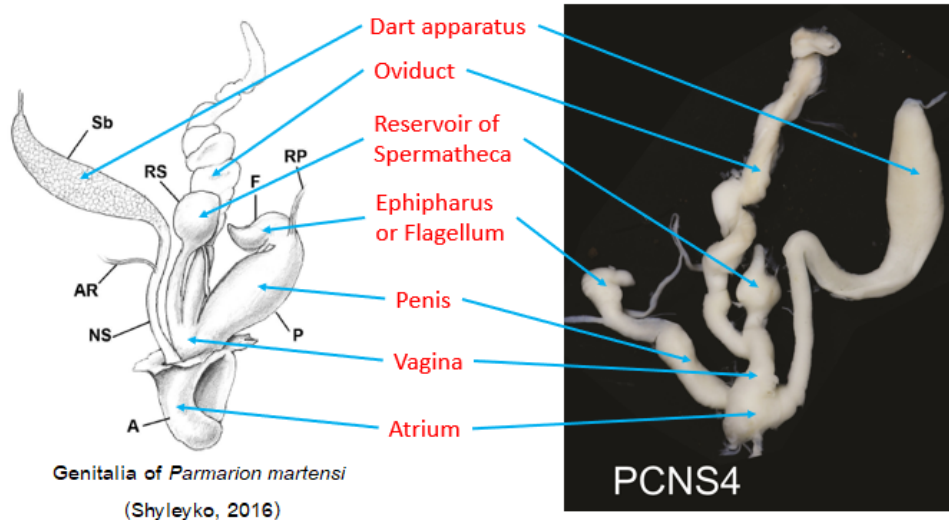 Dart apparatus
Oviduct
Sb
Reservoir of
Spermatheca
RS
RP
F
Ephipharus
or Flagellum
AR
Penis
NS
P
Vagina
A
Atrium
Genitalia of Parmarion martensi
(Shyleyko, 2016)
PCNS4